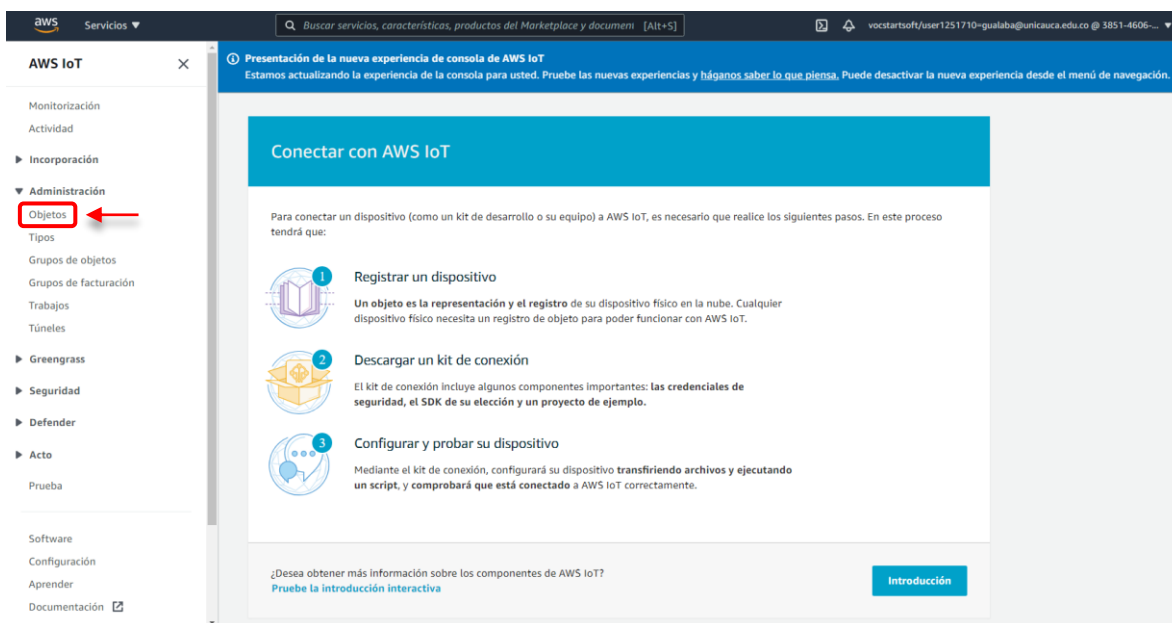 aws
Servicios ▼
Buscar servicios, características, productos del Marketplace y documen [Alt+S]
vocstartsoft/user1251710=gualaba@unicauca.edu.co @ 3851-4606-... ▼
AWS IoT
Monitorización
Actividad
Incorporación
Administración
Objetos
Tipos
Grupos de objetos
Grupos de facturación
Trabajos
Túneles
Greengrass
Seguridad
Defender
Acto
Prueba
Software
Configuración
Aprender
Documentación
Presentación de la nueva experiencia de consola de AWS IoT
Estamos actualizando la experiencia de la consola para usted. Pruebe las nuevas experiencias y háganos saber lo que piensa. Puede desactivar la nueva experiencia desde el menú de navegación.
Conectar con AWS IoT
Para conectar un dispositivo (como un kit de desarrollo o su equipo) a AWS IoT, es necesario que realice los siguientes pasos. En este proceso
tendrá que:
1
Registrar un dispositivo
Un objeto es la representación y el registro de su dispositivo físico en la nube. Cualquier
dispositivo físico necesita un registro de objeto para poder funcionar con AWS IoT.
2
Descargar un kit de conexión
El kit de conexión incluye algunos componentes importantes: las credenciales de
seguridad, el SDK de su elección y un proyecto de ejemplo.
3
Configurar y probar su dispositivo
Mediante el kit de conexión, configurará su dispositivo transfiriendo archivos y ejecutando
un script, y comprobará que está conectado a AWS IoT correctamente.
¿Desea obtener más información sobre los componentes de AWS IoT?
Pruebe la introducción interactiva
Introducción